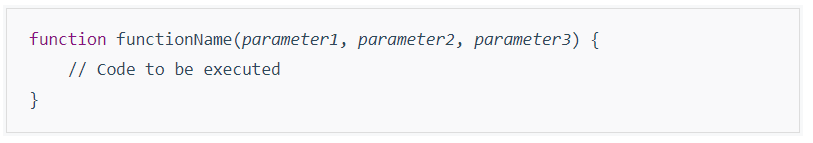 function functionName(parameter1, parameter2, parameter3) {
    // Code to be executed
}